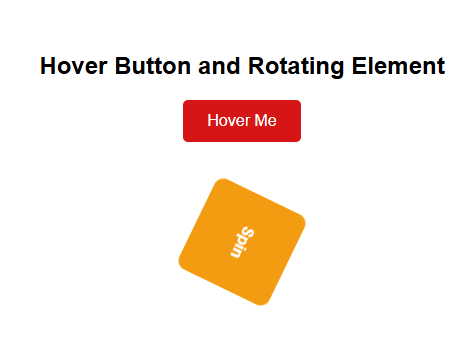 Hover Button and Rotating Element
Hover Me
Spin